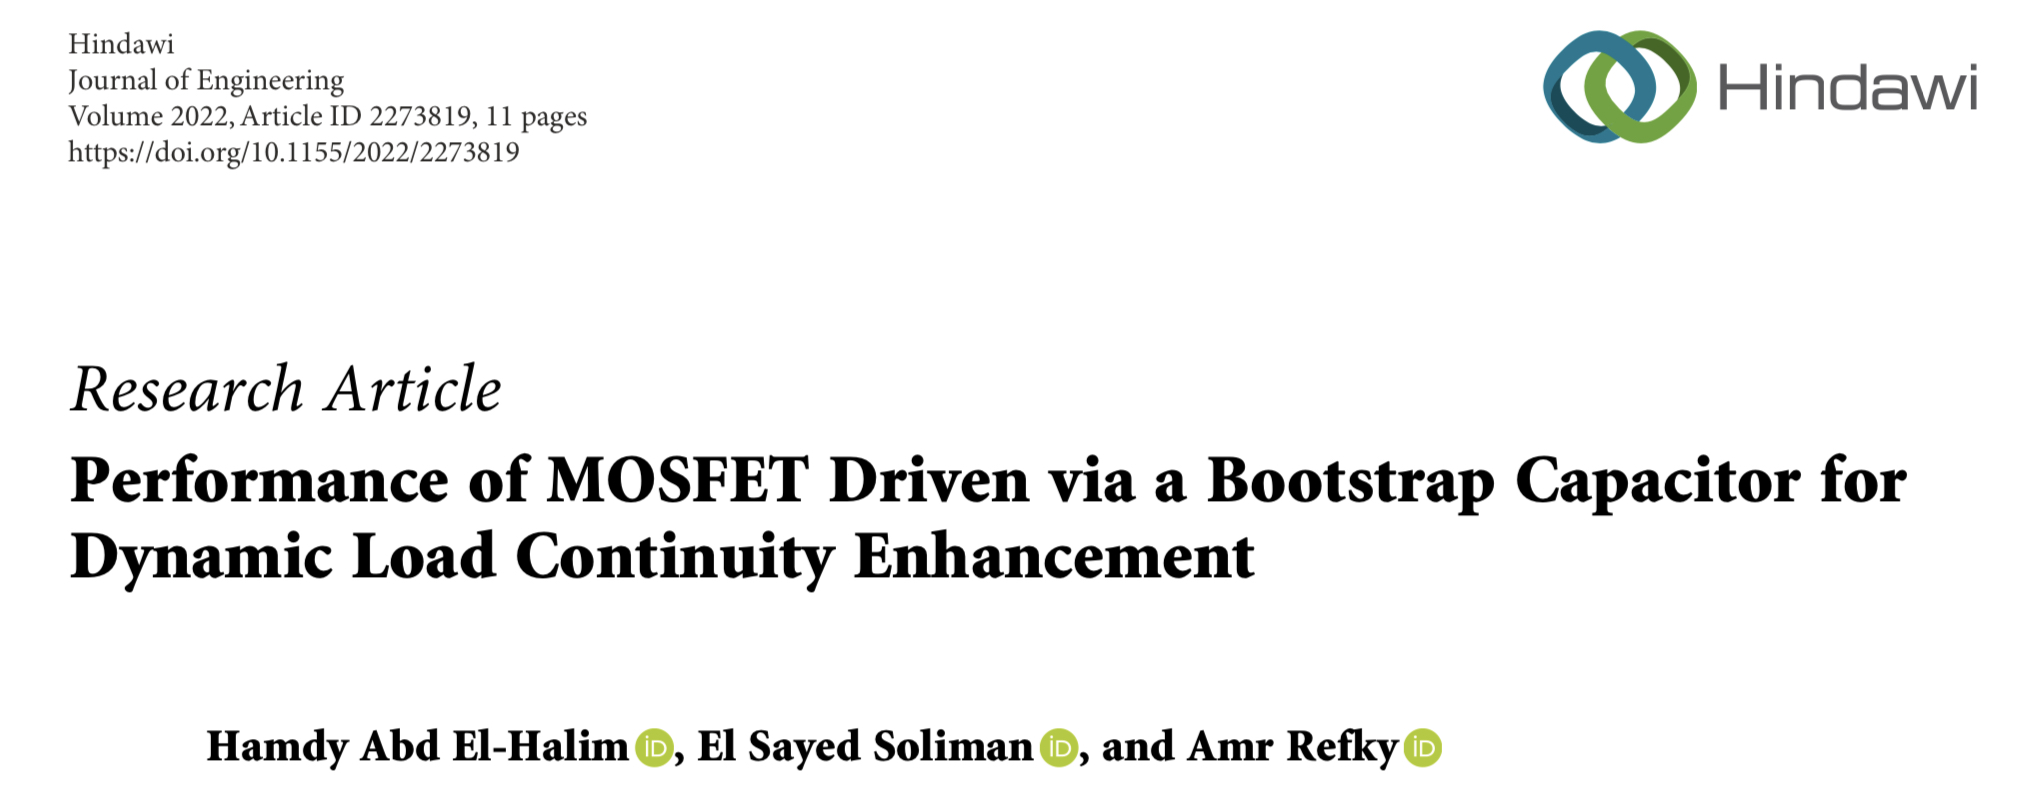 Hindawi
Journal of Engineering
Volume 2022, Article ID 2273819, 11 pages
https://doi.org/10.1155/2022/2273819
Hindawi
Research Article
Performance of MOSFET Driven via a Bootstrap Capacitor for
Dynamic Load Continuity Enhancement
Hamdy Abd El-Halim iD, El Sayed Soliman iD, and Amr Refky iD